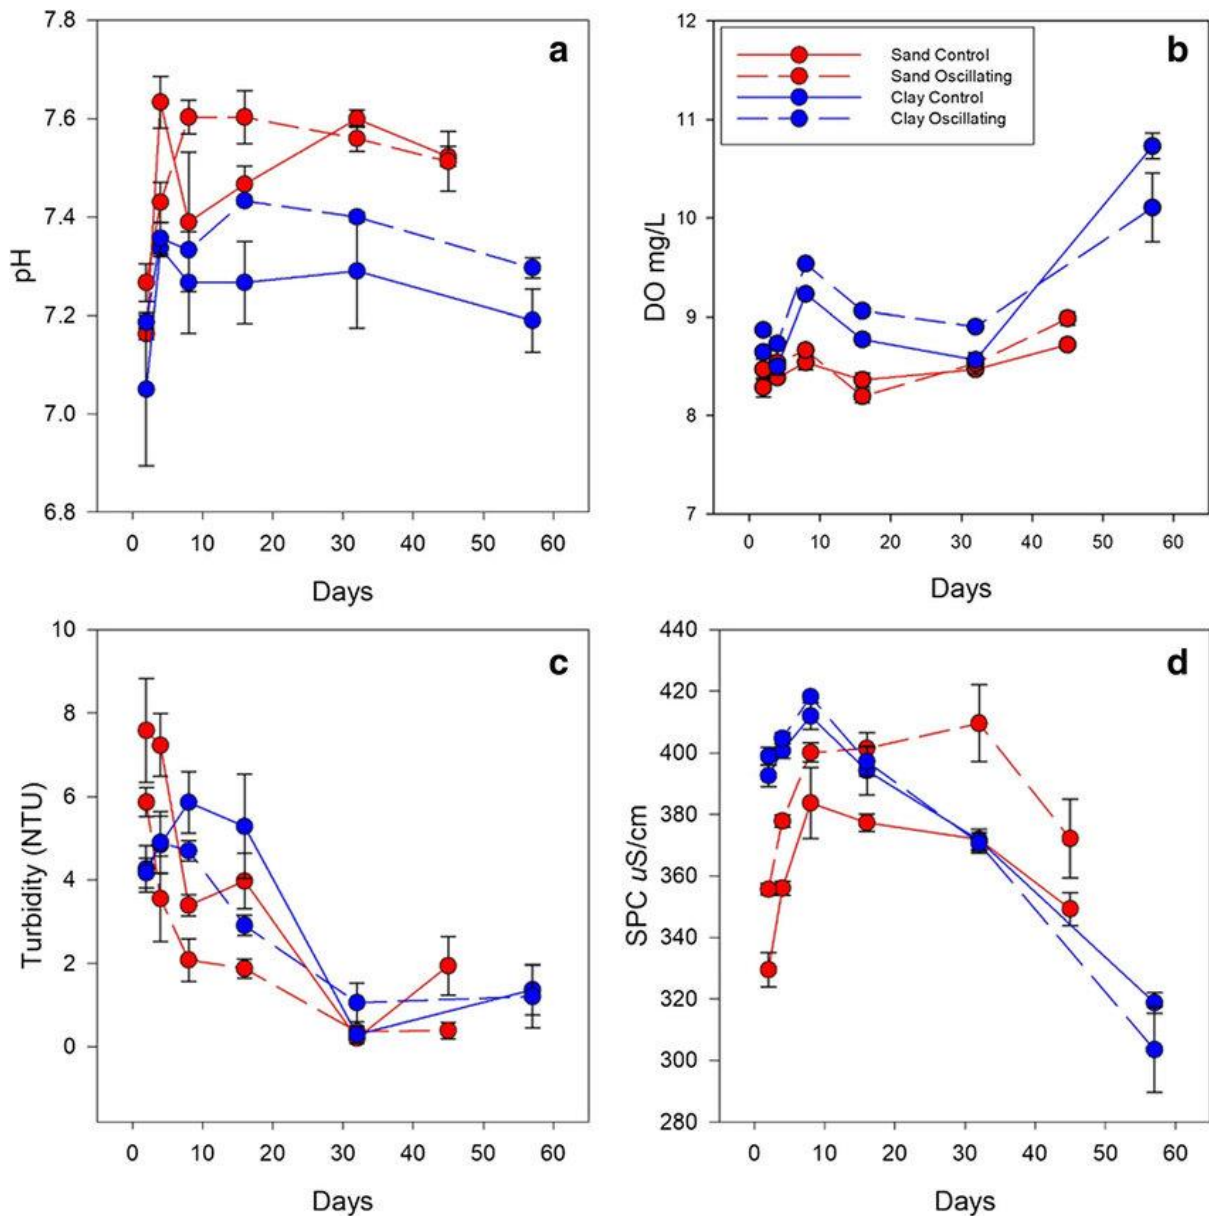 a
7.8
7.6
7.4
7.2
7.0
6.8
pH
0 10 20 30 40 50 60
Days
b
Sand Control
Sand Oscillating
Clay Control
Clay Oscillating
12
11
10
9
8
7
DO mg/L
0 10 20 30 40 50 60
Days
c
10
8
6
4
2
0
Turbidity (NTU)
0 10 20 30 40 50 60
Days
d
440
420
400
380
360
340
320
300
280
SPC uS/cm
0 10 20 30 40 50 60
Days